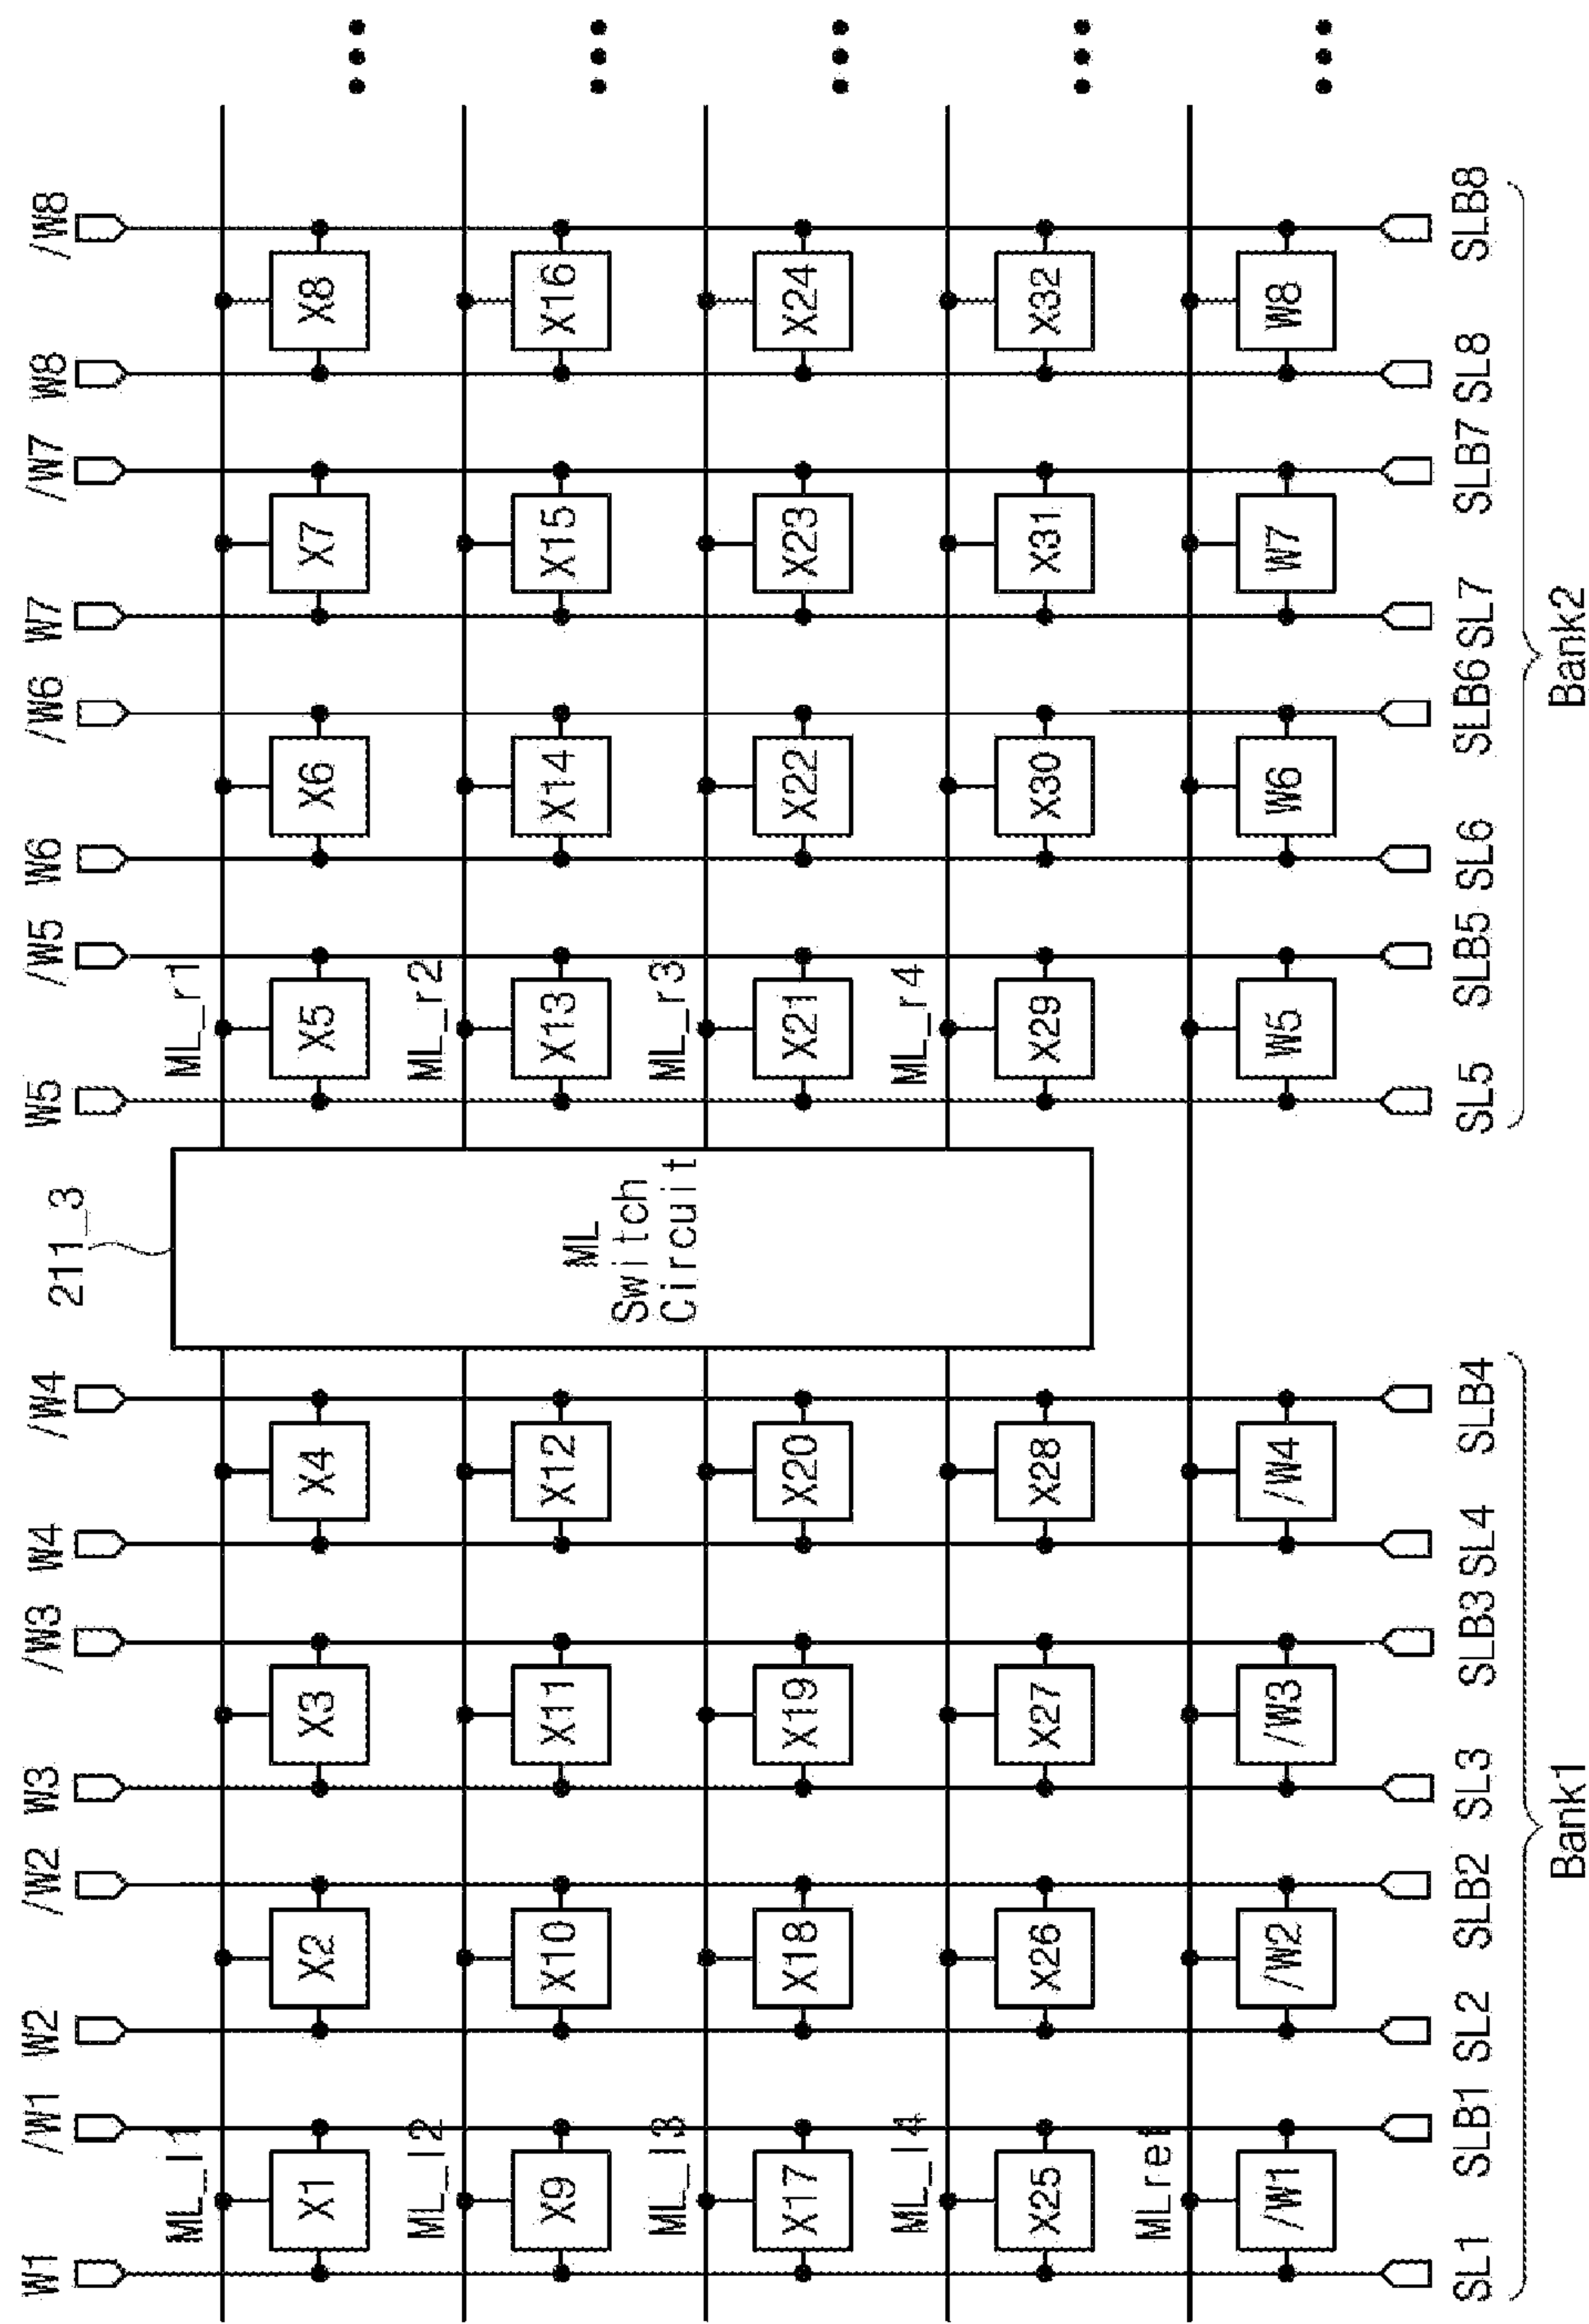 W1 /W1 W2 /W2 W3 /W3 W4 /W4 211_3 W5 /W5 W6 /W6 W7 /W7 W8 /W8
ML_l1 ML_r1
X1 X2 X3 X4 X5 X6 X7 X8
ML_l2 ML_r2
X9 X10 X11 X12 X13 X14 X15 X16
ML
Switch
Circuit
ML_l3 ML_r3
X17 X18 X19 X20 X21 X22 X23 X24
ML_l4 ML_r4
X25 X26 X27 X28 X29 X30 X31 X32
MLref
/W1 /W2 /W3 /W4 W5 W6 W7 W8
SL1 SLB1 SL2 SLB2 SL3 SLB3 SL4 SLB4 SL5 SLB5 SL6 SLB6 SL7 SLB7 SL8 SLB8
Bank1 Bank2